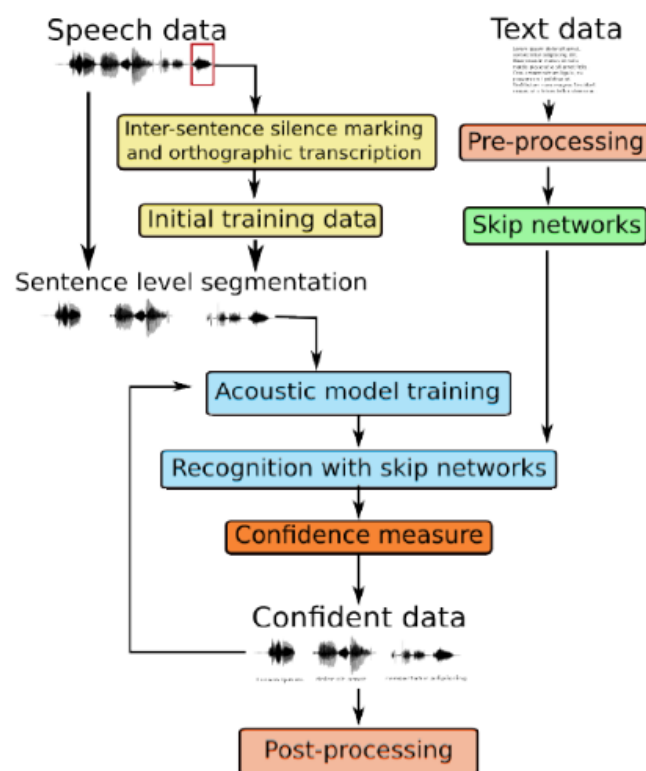 Speech data
Text data
Inter-sentence silence marking
and orthographic transcription
Pre-processing
Initial training data
Skip networks
Sentence level segmentation
Acoustic model training
Recognition with skip networks
Confidence measure
Confident data
Post-processing